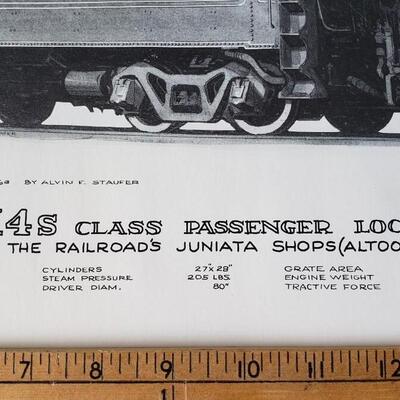 BY ALVIN F. STAUFER
4s CLASS PASSENGER LOC
THE RAILROAD'S JUNIATA SHOPS (ALTOO
CYLINDERS 27"X 28" GRATE AREA
STEAM PRESSURE 205 LBS. ENGINE WEIGHT
DRIVER DIAM. 80" TRACTIVE FORCE
7 8 9 10 11 12